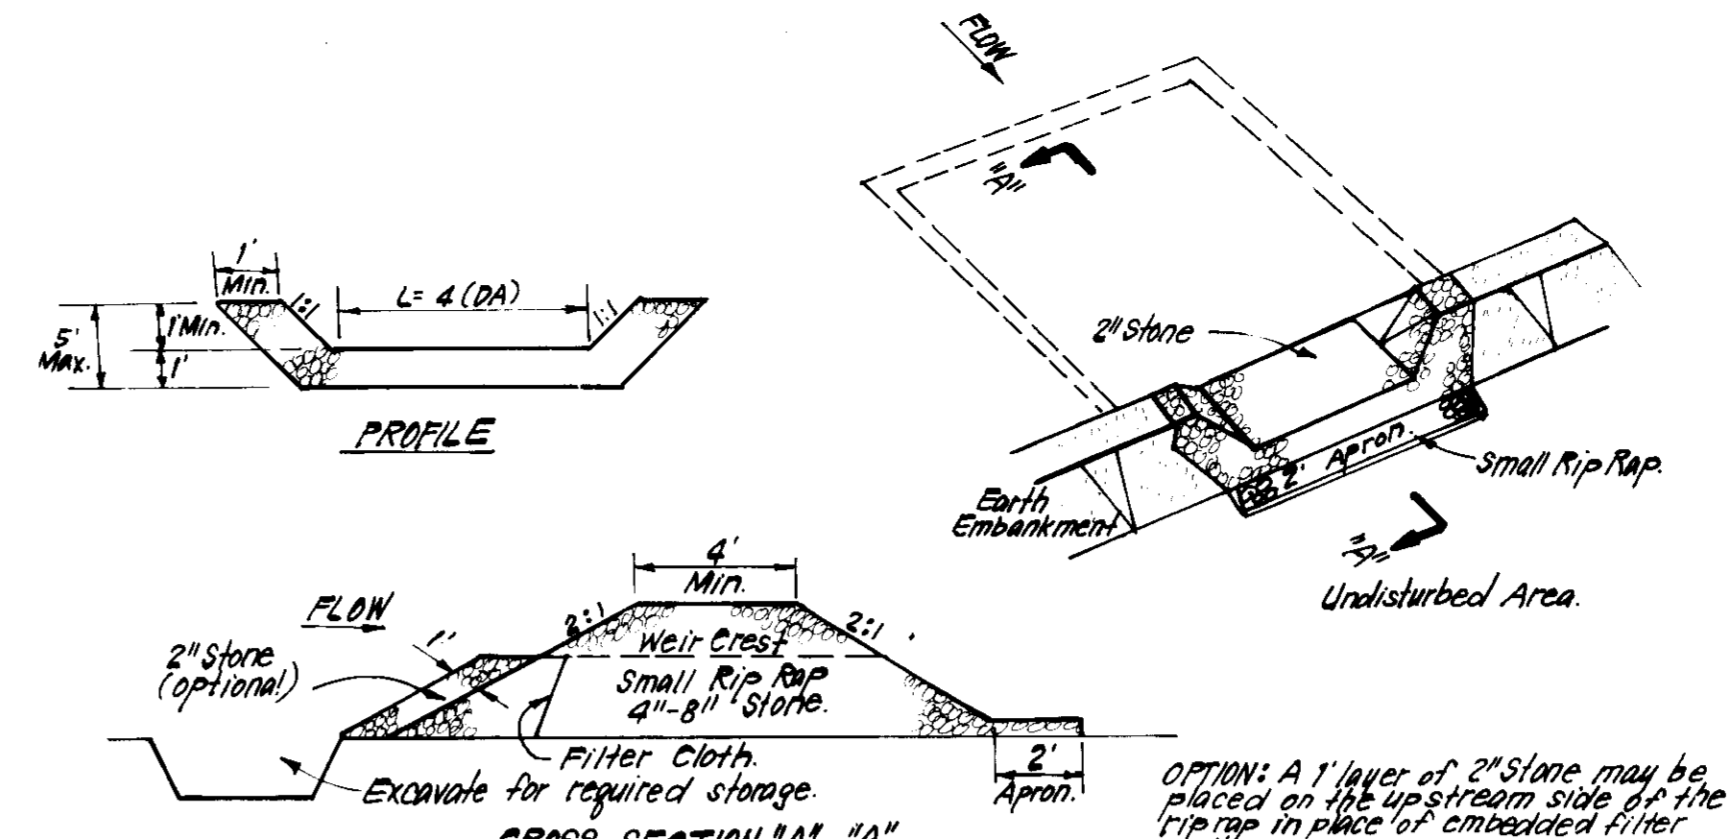 FLOW
"A"
1'
Min.
1:1
L= 4 (DA)
1:1
5'
Max.
1' Min.
1'
2" Stone
PROFILE
2' Apron.
Small Rip Rap.
Earth
Embankment
"A"
Undisturbed Area.
4'
Min.
FLOW
2:1
2:1
1'
Weir Crest
2" Stone
(optional)
Small Rip Rap
4"-8" Stone.
Filter Cloth.
Excavate for required storage.
2'
Apron.
OPTION: A 1' layer of 2" Stone may be
placed on the upstream side of the
riprap in place of embedded filter
CROSS SECTION "A"-"A"